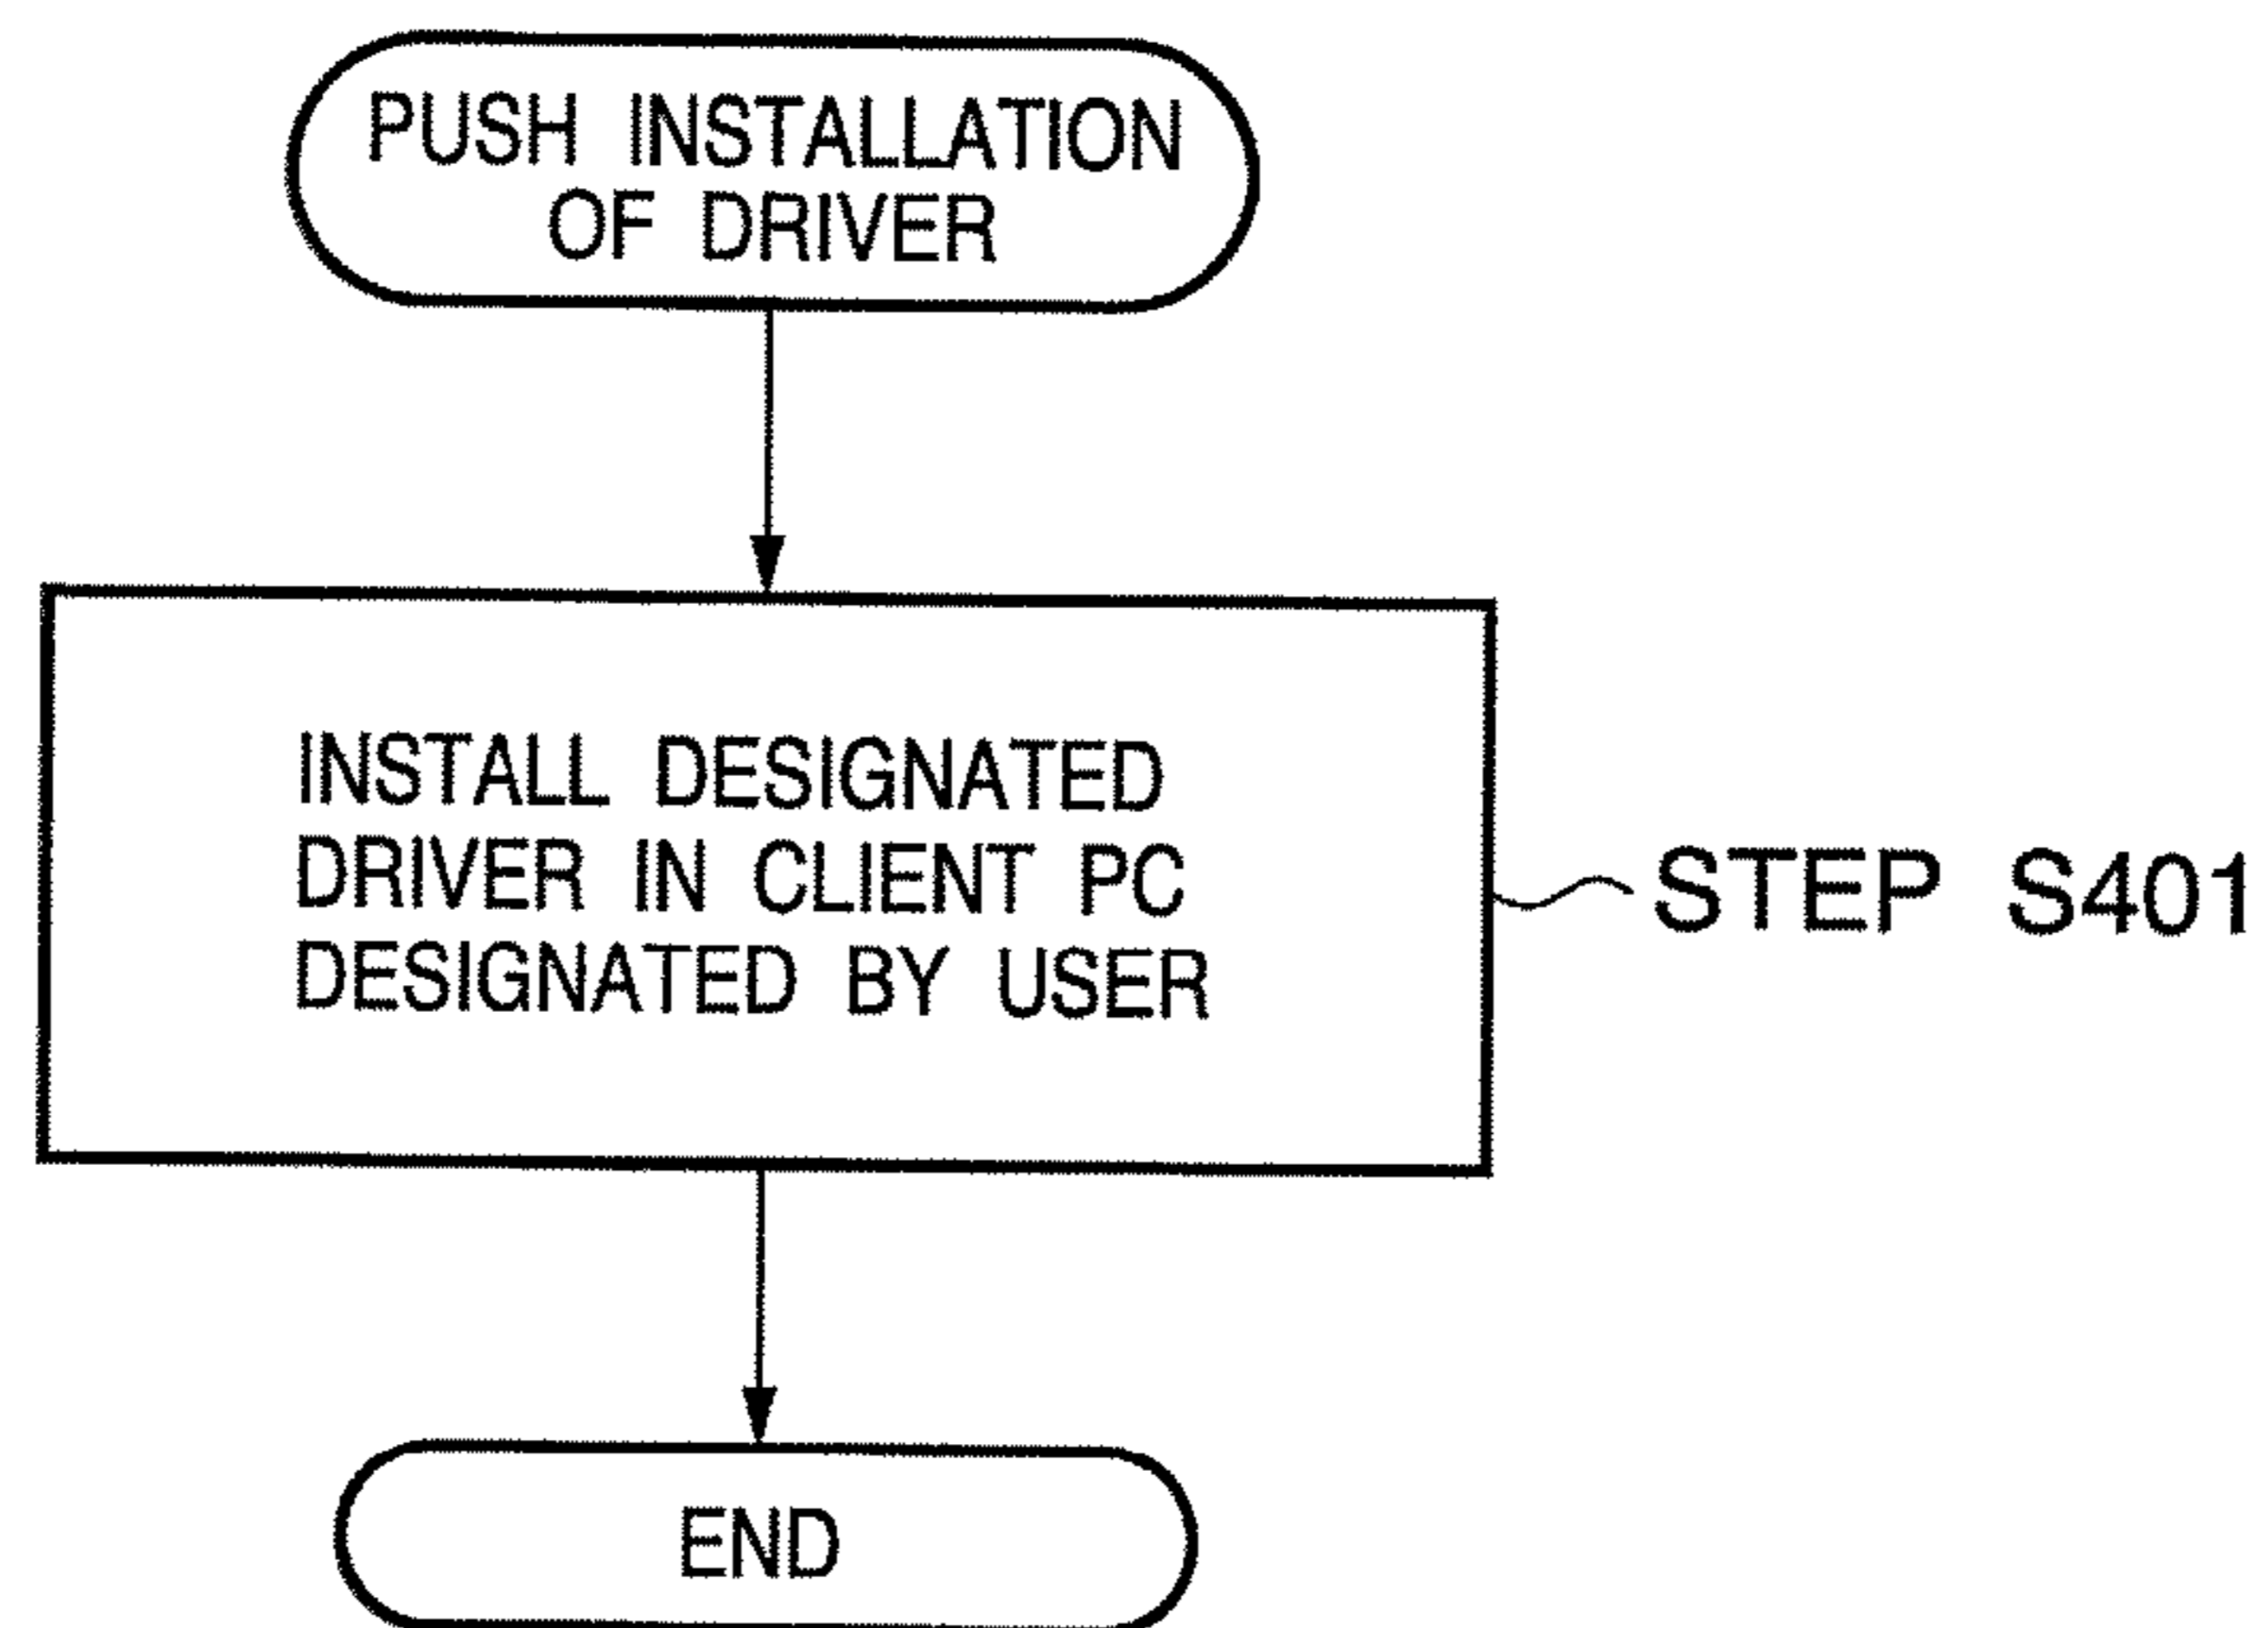 PUSH INSTALLATION
OF DRIVER
INSTALL DESIGNATED
DRIVER IN CLIENT PC
DESIGNATED BY USER
STEP S401
END